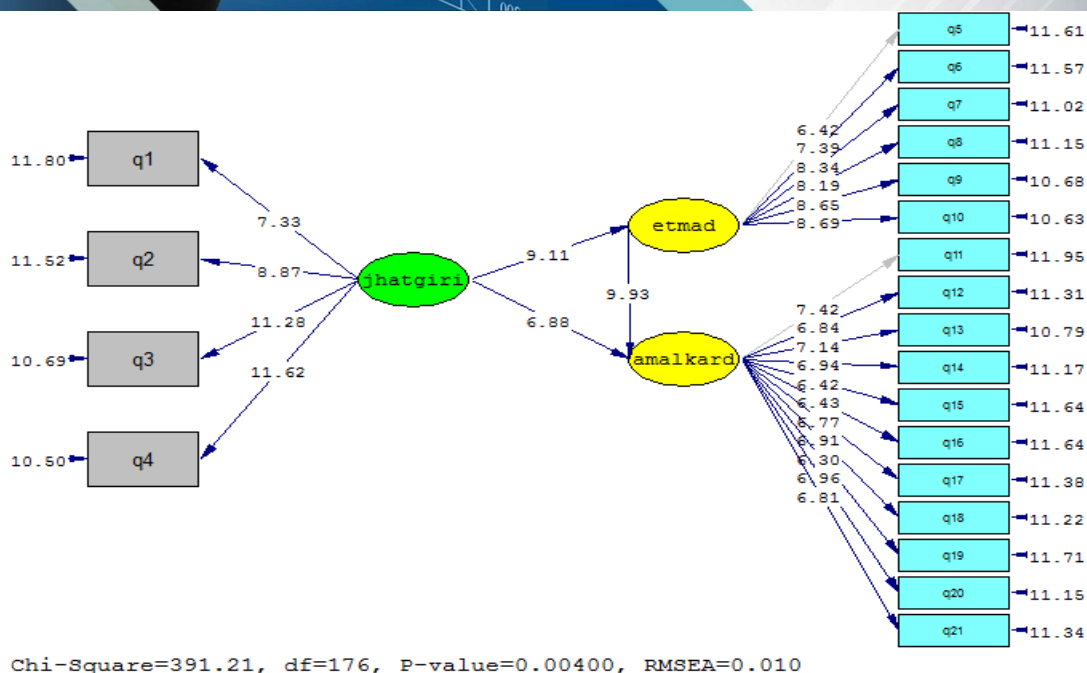 11.80 q1
11.52 q2
10.69 q3
10.50 q4
7.33
8.87
11.28
11.62
jhatgiri
9.11
6.88
etmad
9.93
amalkard
6.42
7.39
8.34
8.19
8.65
8.69
7.42
6.84
7.14
6.94
6.42
6.43
6.77
6.91
6.30
6.96
6.81
q5 11.61
q6 11.57
q7 11.02
q8 11.15
q9 10.68
q10 10.63
q11 11.95
q12 11.31
q13 10.79
q14 11.17
q15 11.64
q16 11.64
q17 11.38
q18 11.22
q19 11.71
q20 11.15
q21 11.34
Chi-Square=391.21, df=176, P-value=0.00400, RMSEA=0.010